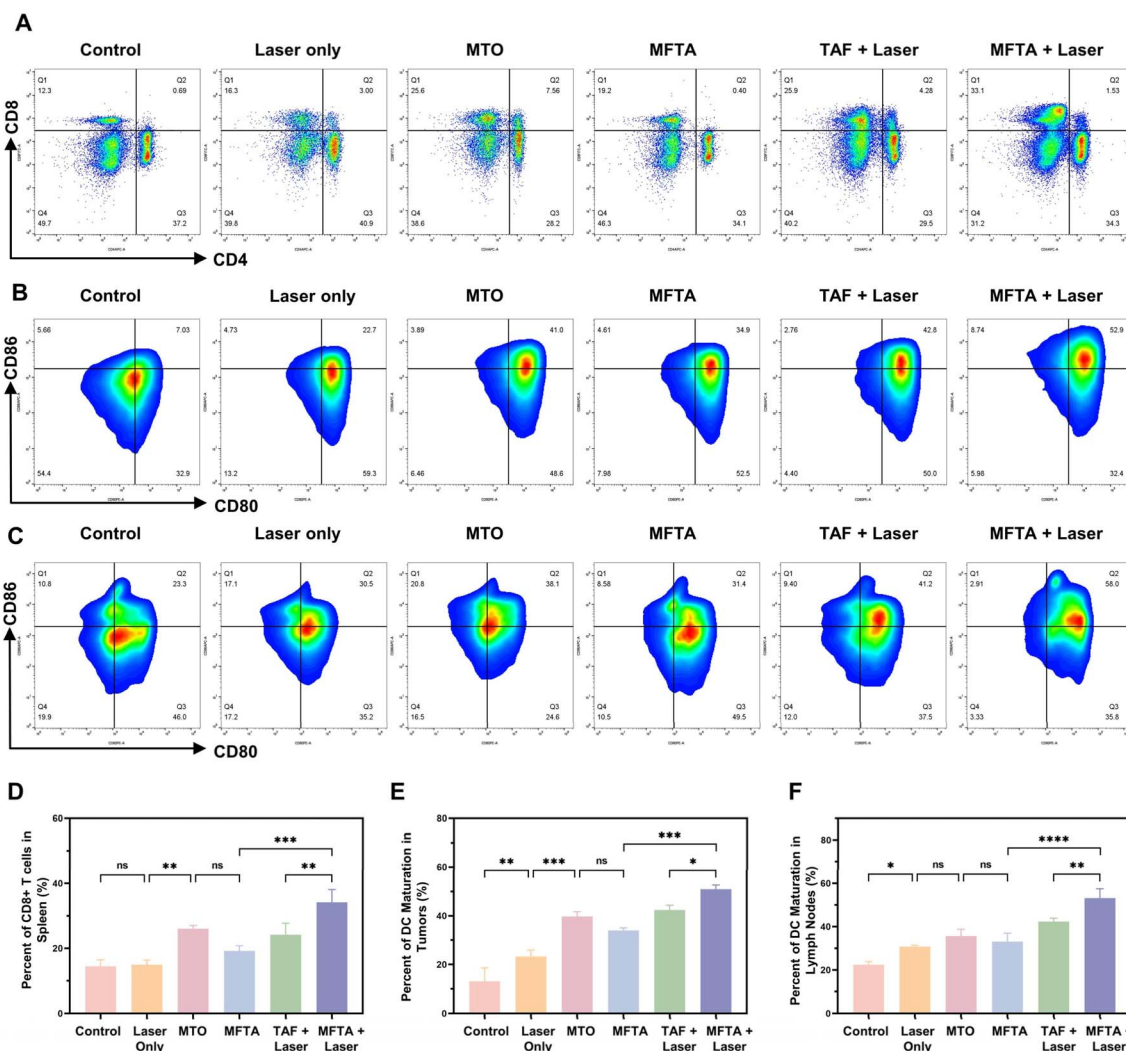 A
Control Laser only MTO MFTA TAF + Laser MFTA + Laser
CD8
Q1 12.3 Q2 0.69 Q4 49.7 Q3 37.2
Q1 16.3 Q2 3.00 Q4 39.8 Q3 40.9
Q1 25.6 Q2 7.56 Q4 38.6 Q3 28.2
Q1 19.2 Q2 0.40 Q4 46.3 Q3 34.1
Q1 25.9 Q2 4.28 Q4 40.2 Q3 29.5
Q1 33.1 Q2 1.53 Q4 31.2 Q3 34.3
CD4
B
Control Laser only MTO MFTA TAF + Laser MFTA + Laser
CD86
5.66 7.03 54.4 32.9
4.73 22.7 13.2 59.3
3.89 41.0 6.46 48.6
4.61 34.9 7.98 52.5
2.76 42.8 4.40 50.0
8.74 52.9 5.98 32.4
CD80
C
Control Laser only MTO MFTA TAF + Laser MFTA + Laser
CD86
Q1 10.8 Q2 23.3 Q4 19.9 Q3 46.0
Q1 17.1 Q2 30.5 Q4 17.2 Q3 35.2
Q1 20.8 Q2 38.1 Q4 16.5 Q3 24.6
Q1 8.58 Q2 31.4 Q4 10.5 Q3 49.5
Q1 9.40 Q2 41.2 Q4 12.0 Q3 37.5
Q1 2.91 Q2 58.0 Q4 3.33 Q3 35.8
CD80
D
Percent of CD8+ T cells in
Spleen (%)
60
40
20
0
ns ** ns *** **
Control Laser Only MTO MFTA TAF + Laser MFTA + Laser
E
Percent of DC Maturation in
Tumors (%)
80
60
40
20
0
** *** ns *** *
Control Laser Only MTO MFTA TAF + Laser MFTA + Laser
F
Percent of DC Maturation in
Lymph Nodes (%)
80
60
40
20
0
* ns ns **** **
Control Laser Only MTO MFTA TAF + Laser MFTA + Laser